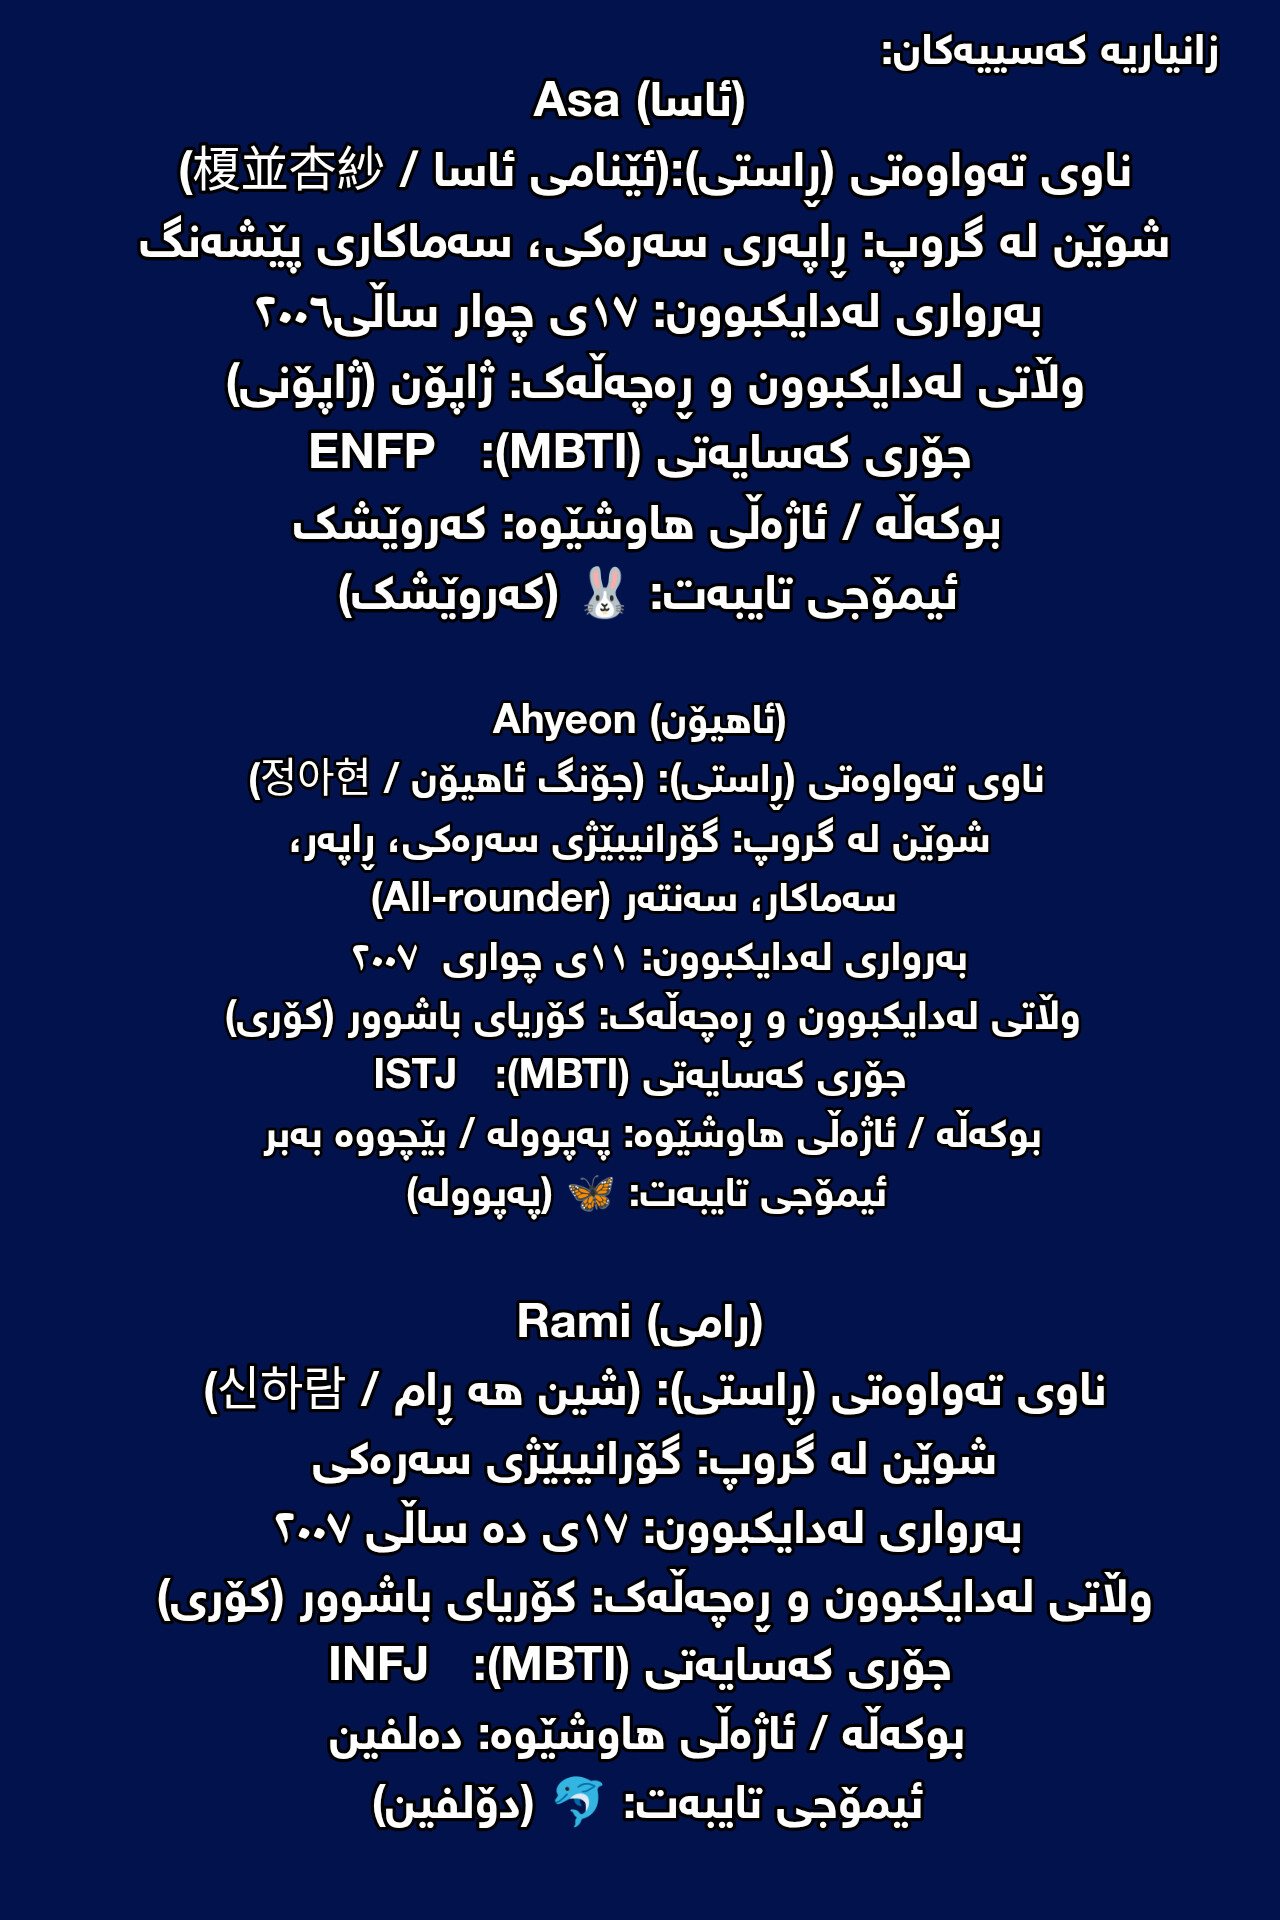 زانیاریە کەسییەکان:
Asa (ئاسا)
ناوی تەواوەتی (ڕاستی):(ئێنامی ئاسا / 榎並杏紗)
شوێن لە گروپ: ڕاپەری سەرەکی، سەماکاری پێشەنگ
بەرواری لەدایکبوون: ١٧ی چوار ساڵی٢٠٠٦
وڵاتی لەدایکبوون و ڕەچەڵەک: ژاپۆن (ژاپۆنی)
جۆری کەسایەتی (MBTI): ENFP
بوکەڵە / ئاژەڵی هاوشێوە: کەروێشک
ئیمۆجی تایبەت: 🐰 (کەروێشک)
Ahyeon (ئاهیۆن)
ناوی تەواوەتی (ڕاستی): (جۆنگ ئاهیۆن / 정아현)
شوێن لە گروپ: گۆرانیبێژی سەرەکی، ڕاپەر،
سەماکار، سەنتەر (All-rounder)
بەرواری لەدایکبوون: ١١ی چواری ٢٠٠٧
وڵاتی لەدایکبوون و ڕەچەڵەک: کۆریای باشوور (کۆری)
جۆری کەسایەتی (MBTI): ISTJ
بوکەڵە / ئاژەڵی هاوشێوە: پەپوولە / بێچووە بەبر
ئیمۆجی تایبەت: 🦋 (پەپوولە)
Rami (رامی)
ناوی تەواوەتی (ڕاستی): (شین هە ڕام / 신하람)
شوێن لە گروپ: گۆرانیبێژی سەرەکی
بەرواری لەدایکبوون: ١٧ی دە ساڵی ٢٠٠٧
وڵاتی لەدایکبوون و ڕەچەڵەک: کۆریای باشوور (کۆری)
جۆری کەسایەتی (MBTI): INFJ
بوکەڵە / ئاژەڵی هاوشێوە: دەلفین
ئیمۆجی تایبەت: 🐬 (دۆلفین)